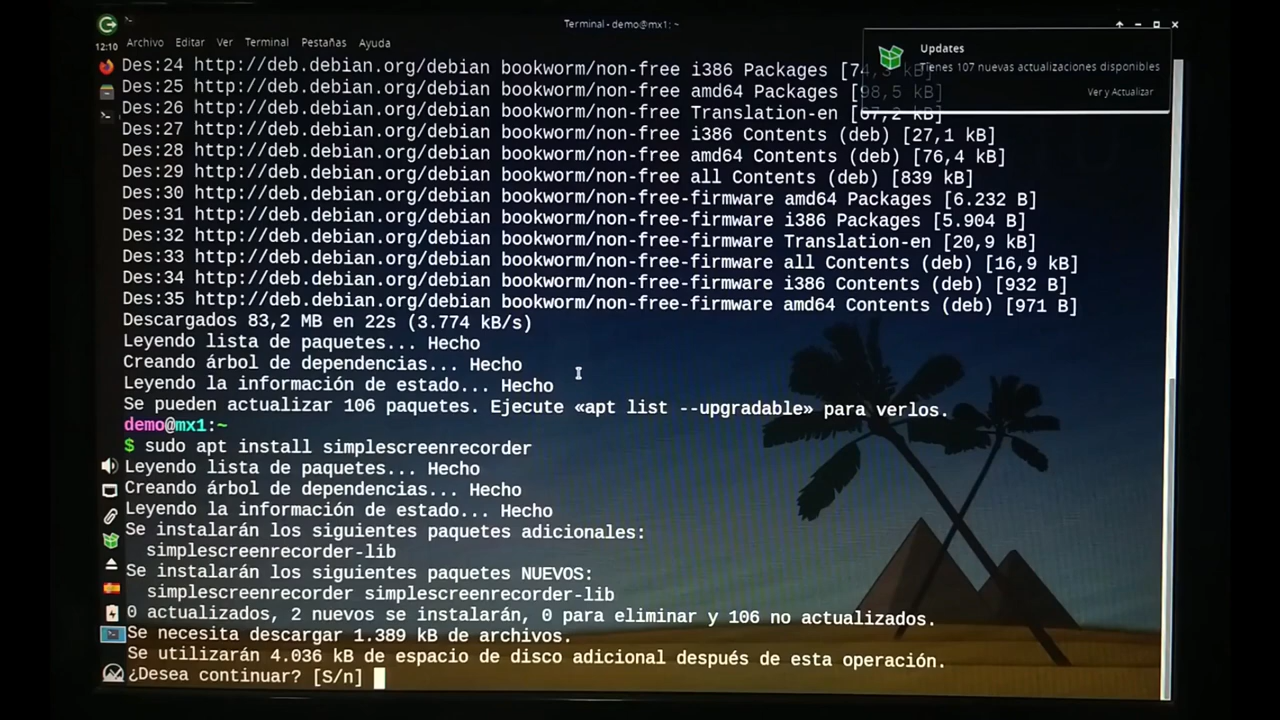 Terminal - demo@mx1: ~
12:10
Archivo Editar Ver Terminal Pestañas Ayuda
Updates
Tienes 107 nuevas actualizaciones disponibles
Ver y Actualizar
Des:24 http://deb.debian.org/debian bookworm/non-free i386 Packages [74,3 kB]
Des:25 http://deb.debian.org/debian bookworm/non-free amd64 Packages [98,5 kB]
Des:26 http://deb.debian.org/debian bookworm/non-free Translation-en [67,2 kB]
Des:27 http://deb.debian.org/debian bookworm/non-free i386 Contents (deb) [27,1 kB]
Des:28 http://deb.debian.org/debian bookworm/non-free amd64 Contents (deb) [76,4 kB]
Des:29 http://deb.debian.org/debian bookworm/non-free all Contents (deb) [839 kB]
Des:30 http://deb.debian.org/debian bookworm/non-free-firmware amd64 Packages [6.232 B]
Des:31 http://deb.debian.org/debian bookworm/non-free-firmware i386 Packages [5.904 B]
Des:32 http://deb.debian.org/debian bookworm/non-free-firmware Translation-en [20,9 kB]
Des:33 http://deb.debian.org/debian bookworm/non-free-firmware all Contents (deb) [16,9 kB]
Des:34 http://deb.debian.org/debian bookworm/non-free-firmware i386 Contents (deb) [932 B]
Des:35 http://deb.debian.org/debian bookworm/non-free-firmware amd64 Contents (deb) [971 B]
Descargados 83,2 MB en 22s (3.774 kB/s)
Leyendo lista de paquetes... Hecho
Creando árbol de dependencias... Hecho
Leyendo la información de estado... Hecho
Se pueden actualizar 106 paquetes. Ejecute «apt list --upgradable» para verlos.
demo@mx1:~
$ sudo apt install simplescreenrecorder
Leyendo lista de paquetes... Hecho
Creando árbol de dependencias... Hecho
Leyendo la información de estado... Hecho
Se instalarán los siguientes paquetes adicionales:
simplescreenrecorder-lib
Se instalarán los siguientes paquetes NUEVOS:
simplescreenrecorder simplescreenrecorder-lib
0 actualizados, 2 nuevos se instalarán, 0 para eliminar y 106 no actualizados.
Se necesita descargar 1.389 kB de archivos.
Se utilizarán 4.036 kB de espacio de disco adicional después de esta operación.
¿Desea continuar? [S/n]